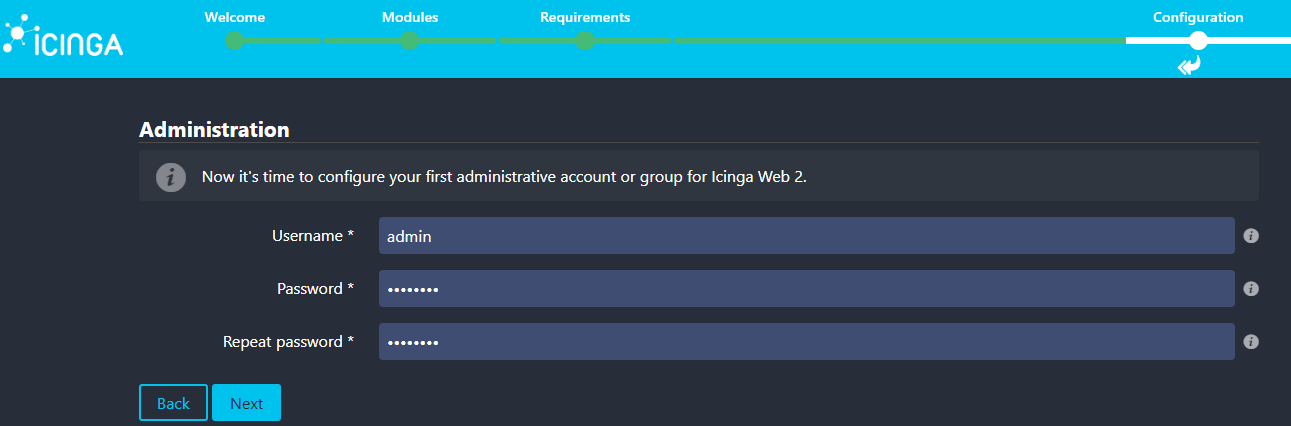 Welcome Modules Requirements Configuration
ICINGA
Administration
i Now it's time to configure your first administrative account or group for Icinga Web 2.
Username * admin i
Password * •••••••• i
Repeat password * •••••••• i
Back Next